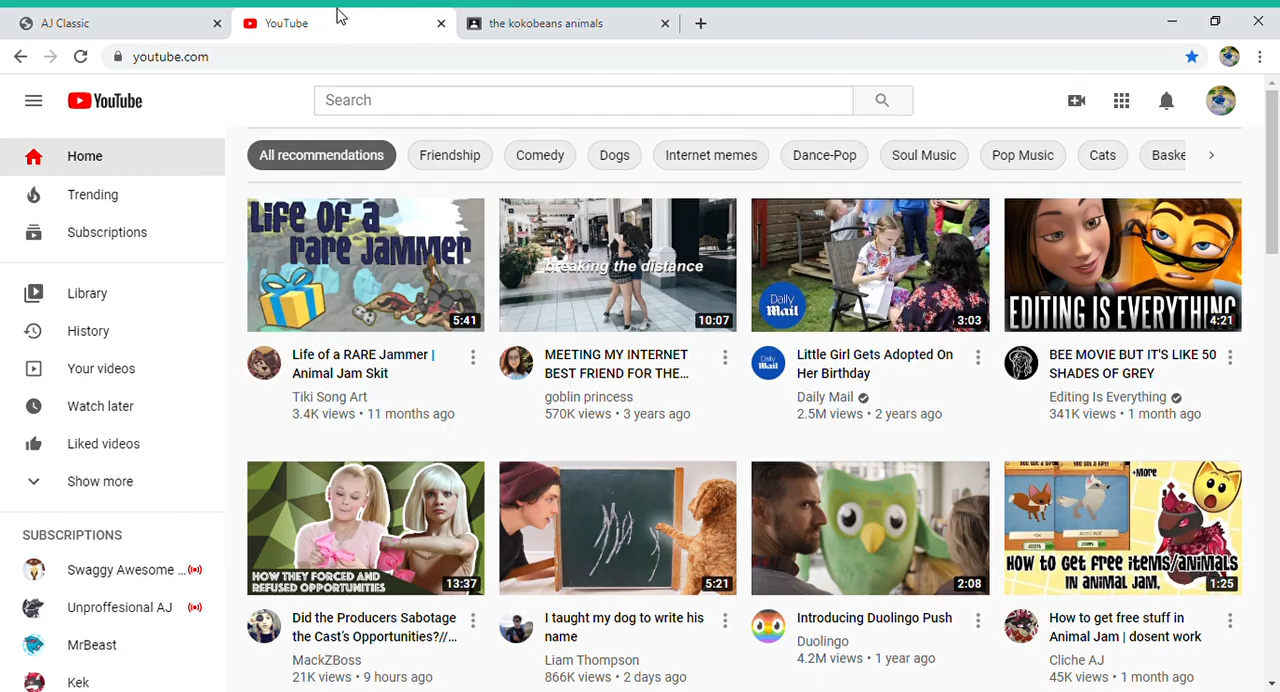 AJ Classic
YouTube
the kokobeans animals
youtube.com
YouTube
Search
Home
Trending
Subscriptions
Library
History
Your videos
Watch later
Liked videos
Show more
SUBSCRIPTIONS
Swaggy Awesome ...
Unproffesional AJ
MrBeast
Kek
All recommendations
Friendship
Comedy
Dogs
Internet memes
Dance-Pop
Soul Music
Pop Music
Cats
Baske
LiFe oF a
RaRe JaMMeR
5:41
Life of a RARE Jammer |
Animal Jam Skit
Tiki Song Art
3.4K views • 11 months ago
breaking the distance
10:07
MEETING MY INTERNET
BEST FRIEND FOR THE...
goblin princess
570K views • 3 years ago
Daily
Mail
3:03
Daily
Mail
Little Girl Gets Adopted On
Her Birthday
Daily Mail
2.5M views • 2 years ago
EDITING IS EVERYTHING
4:21
BEE MOVIE BUT IT'S LIKE 50
SHADES OF GREY
Editing Is Everything
341K views • 1 month ago
HOW THEY FORCED AND
REFUSED OPPORTUNITIES
13:37
Did the Producers Sabotage
the Cast's Opportunities?//...
MackZBoss
21K views • 9 hours ago
5:21
I taught my dog to write his
name
Liam Thompson
866K views • 2 days ago
2:08
Introducing Duolingo Push
Duolingo
4.2M views • 1 year ago
+More
HOW TO GET FREE ITEMS/ANIMALS
IN ANIMAL JAM.
1:25
How to get free stuff in
Animal Jam | dosent work
Cliche AJ
45K views • 1 month ago